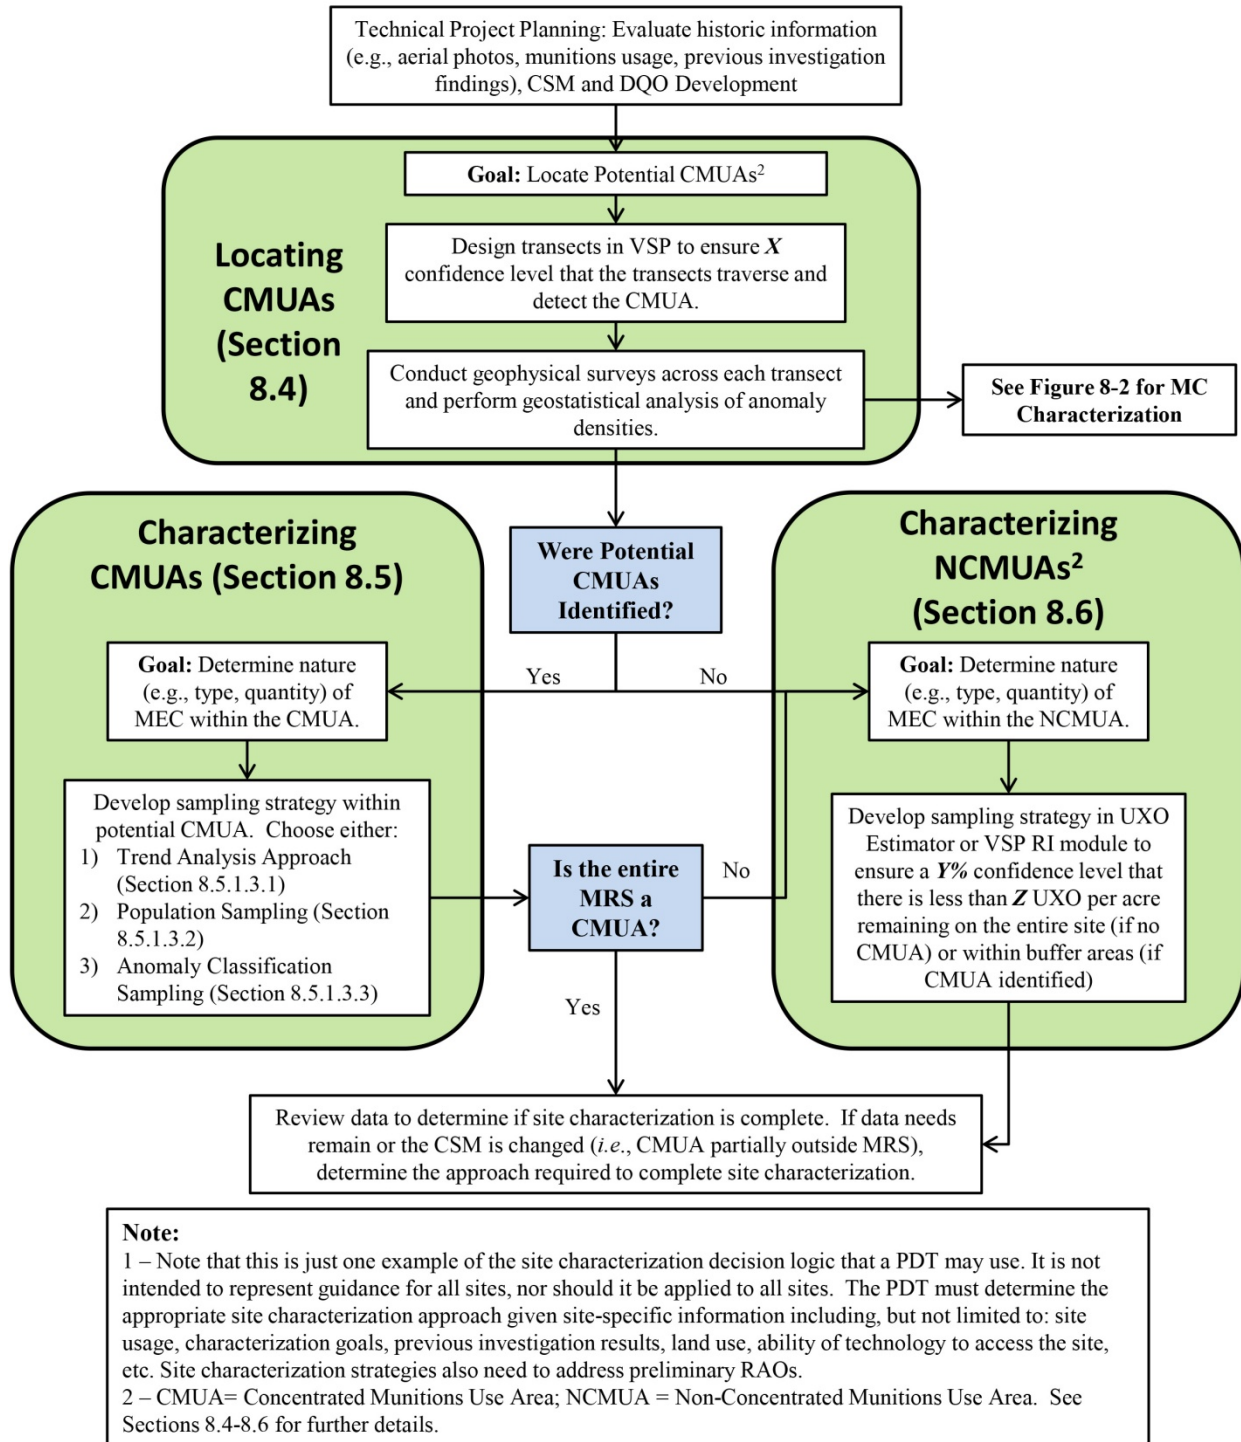 Technical Project Planning: Evaluate historic information
(e.g., aerial photos, munitions usage, previous investigation
findings), CSM and DQO Development
Goal: Locate Potential CMUAs²
Locating
CMUAs
(Section
8.4)
Design transects in VSP to ensure X
confidence level that the transects traverse and
detect the CMUA.
Conduct geophysical surveys across each transect
and perform geostatistical analysis of anomaly
densities.
See Figure 8-2 for MC
Characterization
Were Potential
CMUAs
Identified?
Yes
No
Characterizing
CMUAs (Section 8.5)
Goal: Determine nature
(e.g., type, quantity) of
MEC within the CMUA.
Develop sampling strategy within
potential CMUA. Choose either:
1) Trend Analysis Approach
(Section 8.5.1.3.1)
2) Population Sampling (Section
8.5.1.3.2)
3) Anomaly Classification
Sampling (Section 8.5.1.3.3)
Is the entire
MRS a
CMUA?
No
Yes
Characterizing
NCMUAs²
(Section 8.6)
Goal: Determine nature
(e.g., type, quantity) of
MEC within the NCMUA.
Develop sampling strategy in UXO
Estimator or VSP RI module to
ensure a Y% confidence level that
there is less than Z UXO per acre
remaining on the entire site (if no
CMUA) or within buffer areas (if
CMUA identified)
Review data to determine if site characterization is complete. If data needs
remain or the CSM is changed (i.e., CMUA partially outside MRS),
determine the approach required to complete site characterization.
Note:
1 – Note that this is just one example of the site characterization decision logic that a PDT may use. It is not
intended to represent guidance for all sites, nor should it be applied to all sites. The PDT must determine the
appropriate site characterization approach given site-specific information including, but not limited to: site
usage, characterization goals, previous investigation results, land use, ability of technology to access the site,
etc. Site characterization strategies also need to address preliminary RAOs.
2 – CMUA= Concentrated Munitions Use Area; NCMUA = Non-Concentrated Munitions Use Area. See
Sections 8.4-8.6 for further details.